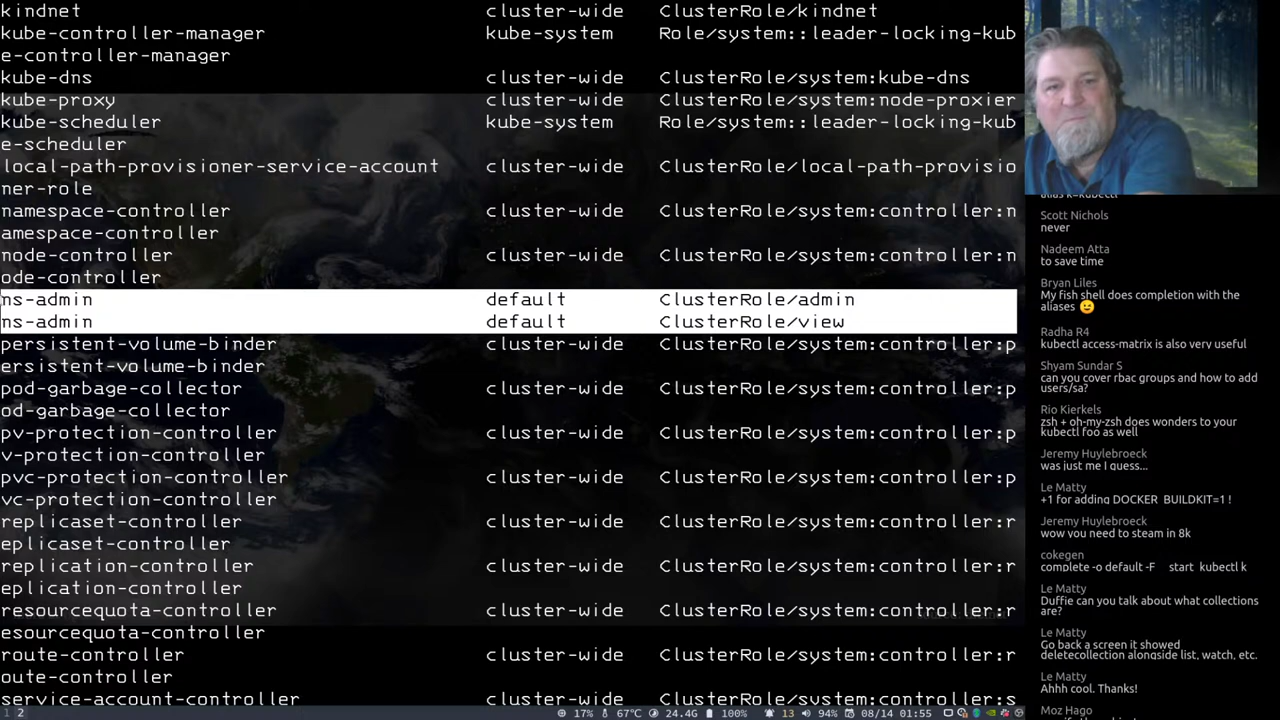 kindnet cluster-wide ClusterRole/kindnet
kube-controller-manager kube-system Role/system::leader-locking-kub
e-controller-manager
kube-dns cluster-wide ClusterRole/system:kube-dns
kube-proxy cluster-wide ClusterRole/system:node-proxier
kube-scheduler kube-system Role/system::leader-locking-kub
e-scheduler
local-path-provisioner-service-account cluster-wide ClusterRole/local-path-provisio
ner-role
namespace-controller cluster-wide ClusterRole/system:controller:n
amespace-controller
node-controller cluster-wide ClusterRole/system:controller:n
ode-controller
ns-admin default ClusterRole/admin
ns-admin default ClusterRole/view
persistent-volume-binder cluster-wide ClusterRole/system:controller:p
ersistent-volume-binder
pod-garbage-collector cluster-wide ClusterRole/system:controller:p
od-garbage-collector
pv-protection-controller cluster-wide ClusterRole/system:controller:p
v-protection-controller
pvc-protection-controller cluster-wide ClusterRole/system:controller:p
vc-protection-controller
replicaset-controller cluster-wide ClusterRole/system:controller:r
eplicaset-controller
replication-controller cluster-wide ClusterRole/system:controller:r
eplication-controller
resourcequota-controller cluster-wide ClusterRole/system:controller:r
esourcequota-controller
route-controller cluster-wide ClusterRole/system:controller:r
oute-controller
service-account-controller cluster-wide ClusterRole/system:controller:s
1 2 17% 67°C 24.4G 100% 13 94% 08/14 01:55
alias k=kubectl
Scott Nichols
never
Nadeem Atta
to save time
Bryan Liles
My fish shell does completion with the
aliases 😉
Radha R4
kubectl access-matrix is also very useful
Shyam Sundar S
can you cover rbac groups and how to add
users/sa?
Rio Kierkels
zsh + oh-my-zsh does wonders to your
kubectl foo as well
Jeremy Huylebroeck
was just me I guess...
Le Matty
+1 for adding DOCKER_BUILDKIT=1 !
Jeremy Huylebroeck
wow you need to steam in 8k
cokegen
complete -o default -F __start_kubectl k
Le Matty
Duffie can you talk about what collections
are?
Le Matty
Go back a screen it showed
deletecollection alongside list, watch, etc.
Le Matty
Ahhh cool. Thanks!
Moz Hago